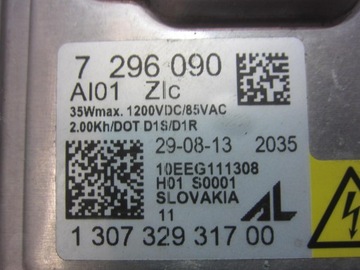 7 296 090
AI01 ZIc
35Wmax. 1200VDC/85VAC
2.00Kh/DOT D1S/D1R
29-08-13 2035
10EEG111308
H01 S0001
SLOVAKIA
11
AL
1 307 329 317 00